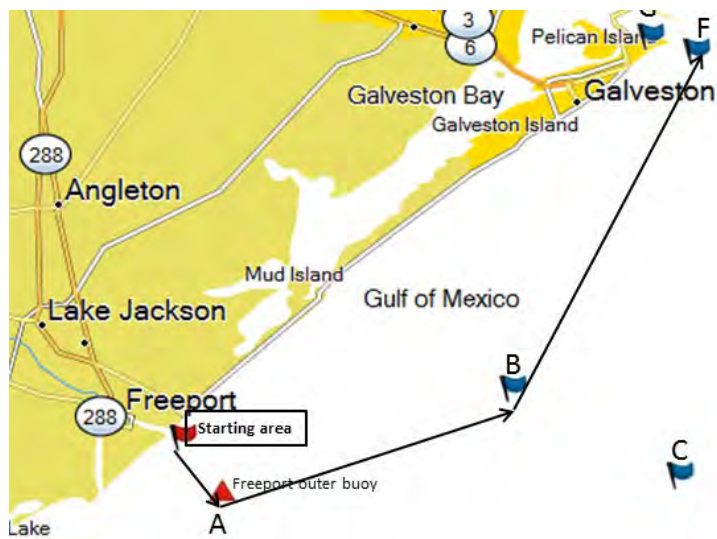 G
F
3
6
Pelican Island
Galveston Bay
Galveston
Galveston Island
288
Angleton
Mud Island
Gulf of Mexico
Lake Jackson
B
Freeport
288
Starting area
C
Freeport outer buoy
A
Lake